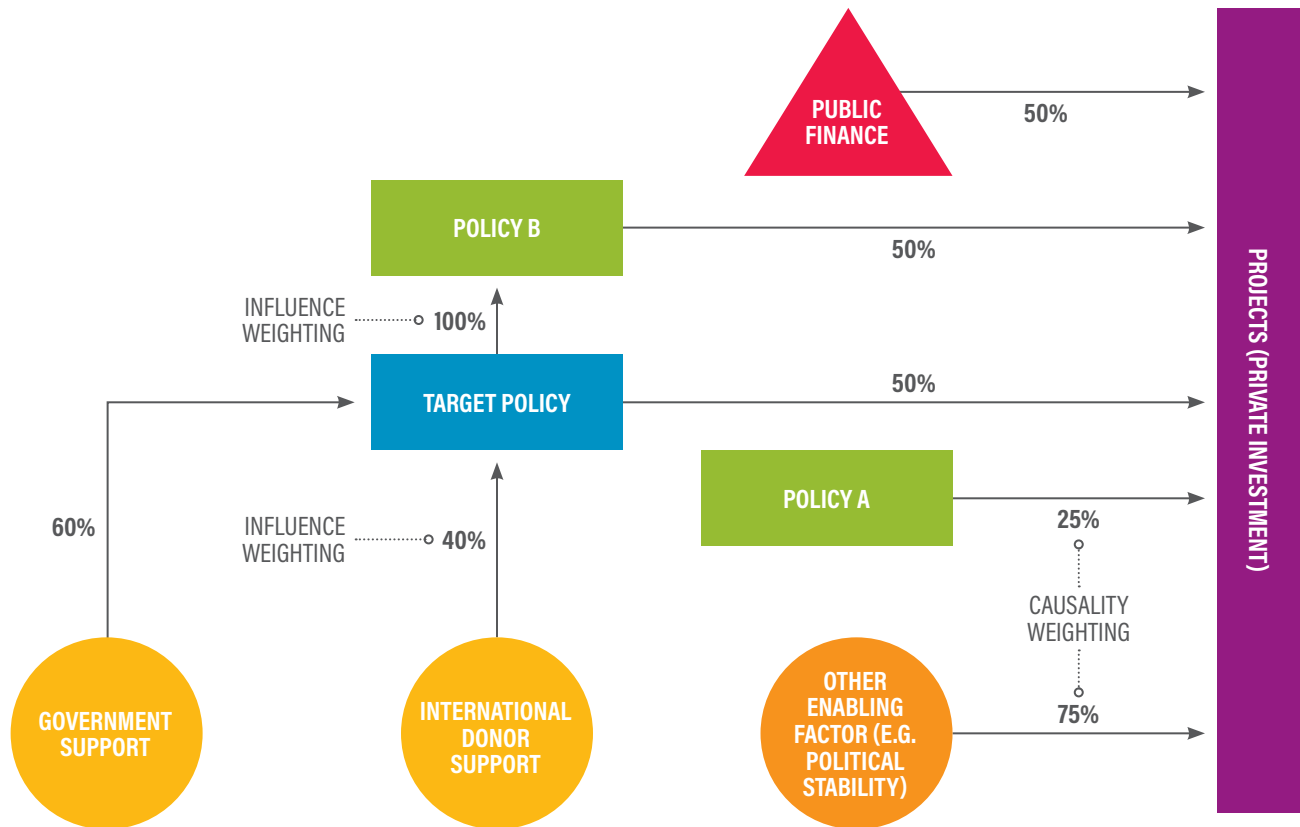 PUBLIC
FINANCE
50%
POLICY B
50%
INFLUENCE
WEIGHTING
100%
TARGET POLICY
50%
POLICY A
25%
60%
INFLUENCE
WEIGHTING
40%
CAUSALITY
WEIGHTING
75%
GOVERNMENT
SUPPORT
INTERNATIONAL
DONOR
SUPPORT
OTHER
ENABLING
FACTOR (E.G.
POLITICAL
STABILITY)
PROJECTS (PRIVATE INVESTMENT)